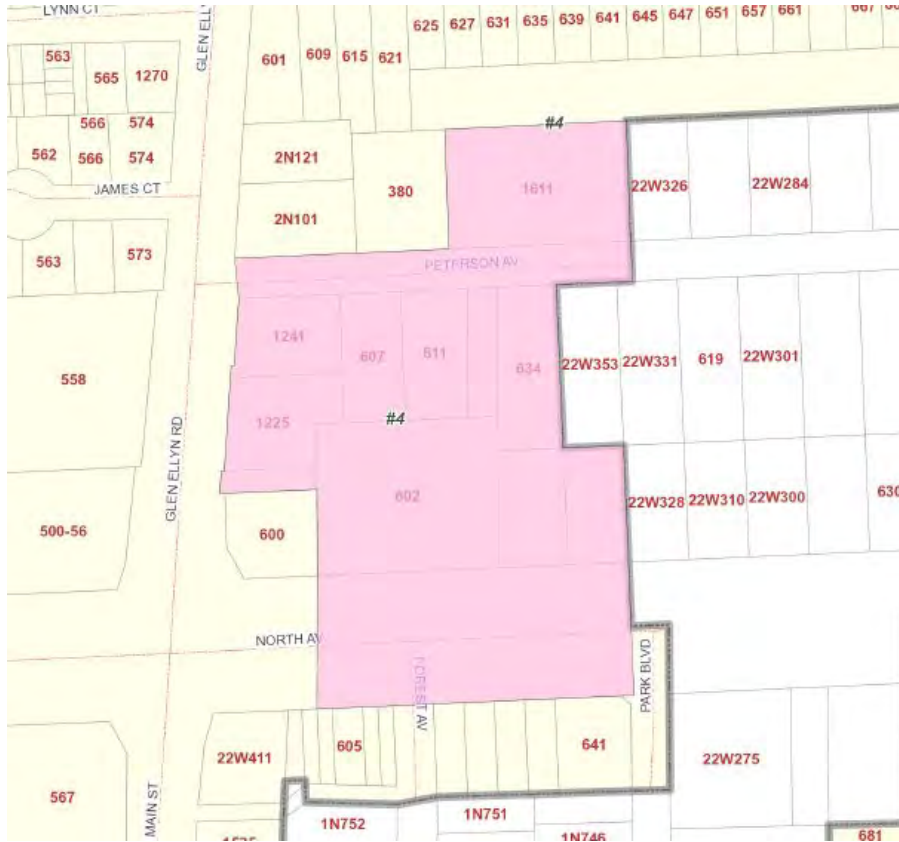 LYNN CT
GLEN ELLY
625 627 631 635 639 641 645 647 651 657 661 667
601 609 615 621
563
565 1270
566 574
562 566 574
#4
2N121
380
1611
22W326 22W284
JAMES CT
2N101
563 573
PETERSON AV
1241
607 611
634
22W353 22W331 619 22W301
558
1225
#4
GLEN ELLYN RD
602
22W328 22W310 22W300 630
500-56
600
NORTH AV
FOREST AV
PARK BLVD
22W411
605
641
22W275
567
MAIN ST
1N752
1N751
1N746
681